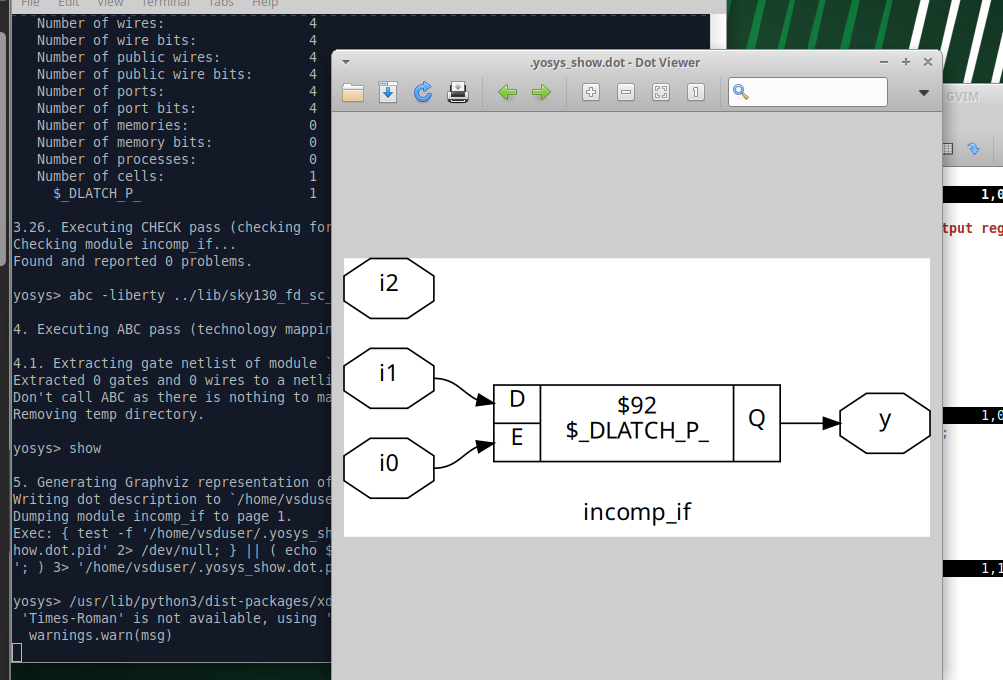 File Edit View Terminal Tabs Help
Number of wires: 4
Number of wire bits: 4
Number of public wires: 4
Number of public wire bits: 4
Number of ports: 4
Number of port bits: 4
Number of memories: 0
Number of memory bits: 0
Number of processes: 0
Number of cells: 1
$_DLATCH_P_ 1
3.26. Executing CHECK pass (checking for
Checking module incomp_if...
Found and reported 0 problems.
yosys> abc -liberty ../lib/sky130_fd_sc_
4. Executing ABC pass (technology mappin
4.1. Extracting gate netlist of module `
Extracted 0 gates and 0 wires to a netli
Don't call ABC as there is nothing to ma
Removing temp directory.
yosys> show
5. Generating Graphviz representation of
Writing dot description to `/home/vsduse
Dumping module incomp_if to page 1.
Exec: { test -f '/home/vsduser/.yosys_sh
how.dot.pid' 2> /dev/null; } || ( echo $
'; ) 3> '/home/vsduser/.yosys_show.dot.p
yosys> /usr/lib/python3/dist-packages/xd
'Times-Roman' is not available, using '
warnings.warn(msg)
.yosys_show.dot - Dot Viewer
1
i2
i1
i0
D
E
$92
$_DLATCH_P_
Q
y
incomp_if
GVIM
1,0
tput reg
1,0
;
1,1